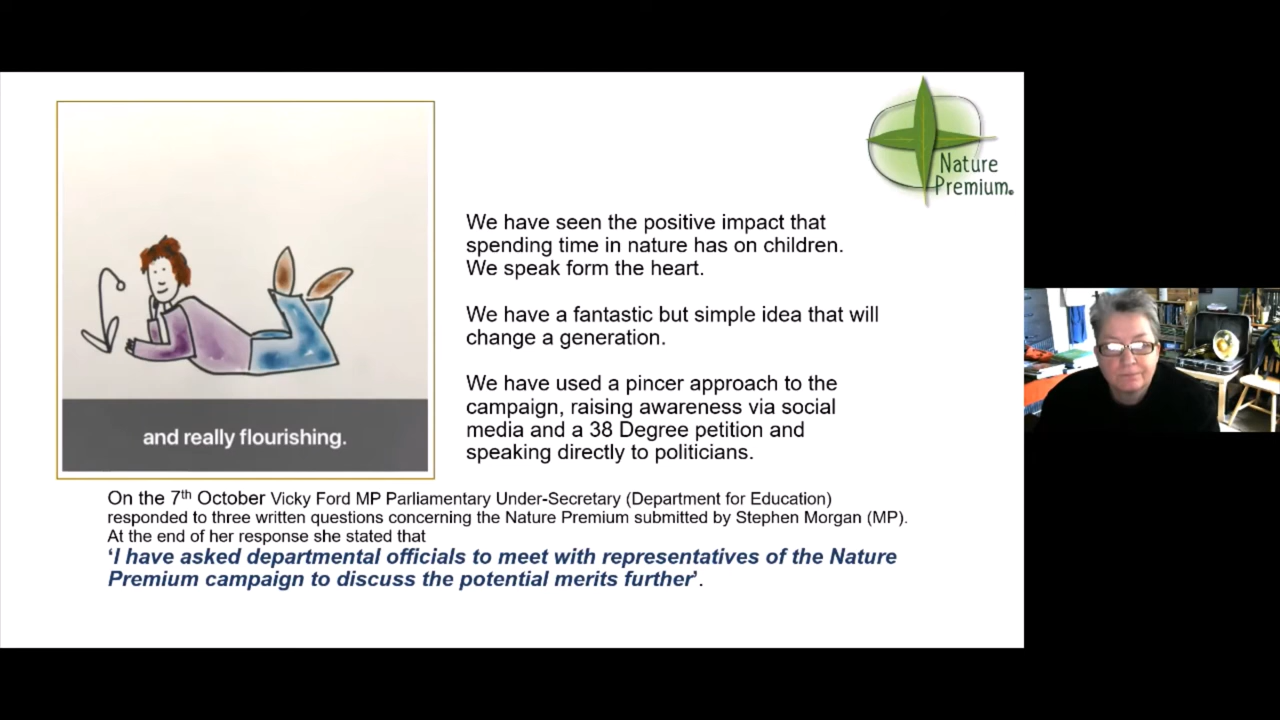 Nature
Premium®
We have seen the positive impact that
spending time in nature has on children.
We speak form the heart.
We have a fantastic but simple idea that will
change a generation.
We have used a pincer approach to the
campaign, raising awareness via social
media and a 38 Degree petition and
speaking directly to politicians.
and really flourishing.
On the 7th October Vicky Ford MP Parliamentary Under-Secretary (Department for Education)
responded to three written questions concerning the Nature Premium submitted by Stephen Morgan (MP).
At the end of her response she stated that
‘I have asked departmental officials to meet with representatives of the Nature
Premium campaign to discuss the potential merits further’.